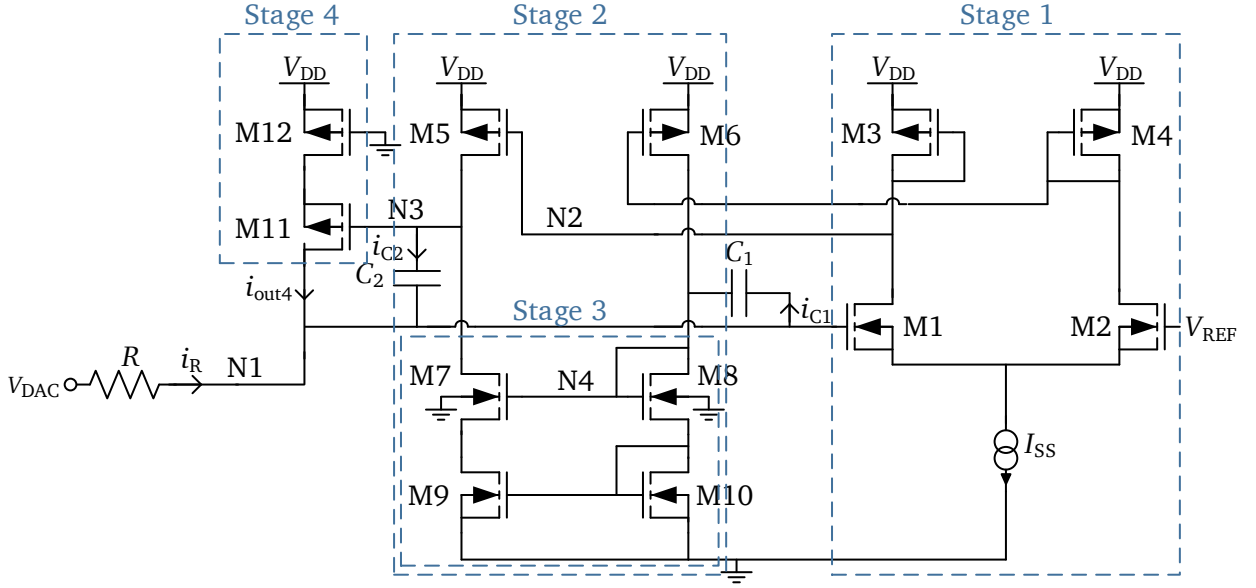 Stage 4
Stage 2
Stage 1
VDD
VDD
VDD
VDD
VDD
M12
M5
M6
M3
M4
M11
N3
N2
iC2
C2
C1
iout4
Stage 3
iC1
M1
M2
VREF
VDAC
R
iR
N1
M7
N4
M8
ISS
M9
M10